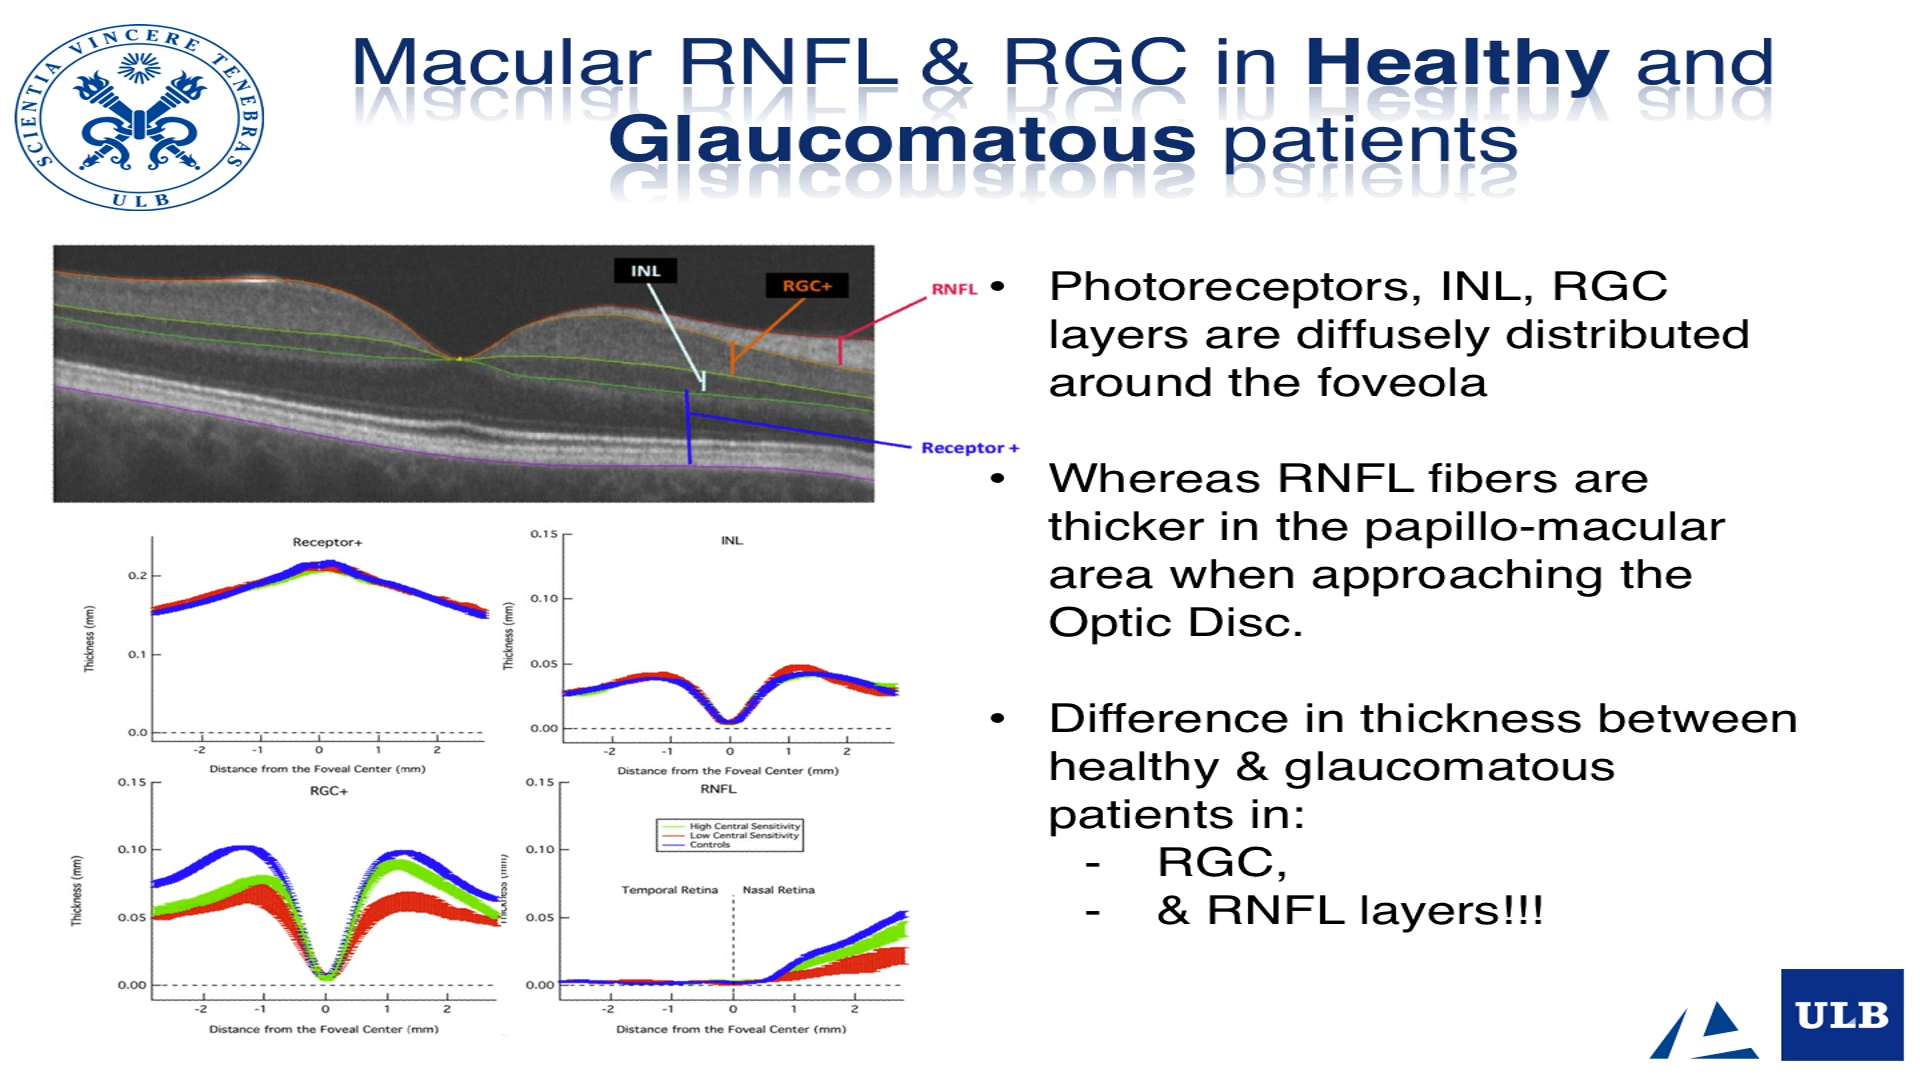 SCIENTIA VINCERE TENEBRAS
ULB
Macular RNFL & RGC in Healthy and
Glaucomatous patients
INL
RGC+
RNFL
Receptor +
• Photoreceptors, INL, RGC
layers are diffusely distributed
around the foveola
• Whereas RNFL fibers are
thicker in the papillo-macular
area when approaching the
Optic Disc.
• Difference in thickness between
healthy & glaucomatous
patients in:
- RGC,
- & RNFL layers!!!
Receptor+
Thickness (mm)
0.2
0.1
0.0
-2 -1 0 1 2
Distance from the Foveal Center (mm)
INL
Thickness (mm)
0.15
0.10
0.05
0.00
-2 -1 0 1 2
Distance from the Foveal Center (mm)
RGC+
Thickness (mm)
0.15
0.10
0.05
0.00
-2 -1 0 1 2
Distance from the Foveal Center (mm)
RNFL
High Central Sensitivity
Low Central Sensitivity
Controls
Temporal Retina Nasal Retina
Thickness (mm)
0.15
0.10
0.05
0.00
-2 -1 0 1 2
Distance from the Foveal Center (mm)
ULB